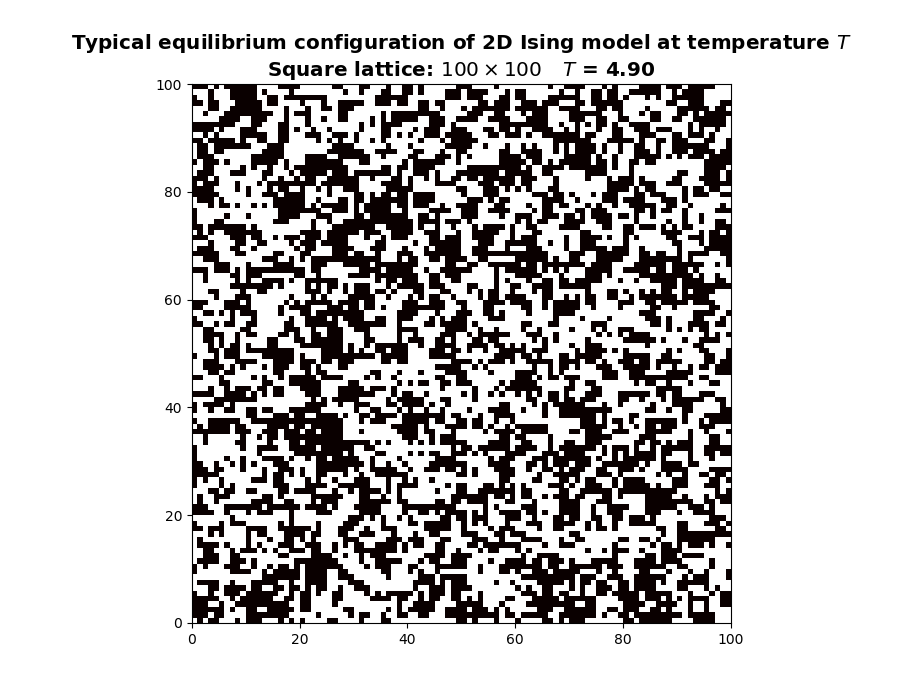 Typical equilibrium configuration of 2D Ising model at temperature T
Square lattice: 100 × 100 T = 4.90
100
80
60
40
20
0
0 20 40 60 80 100